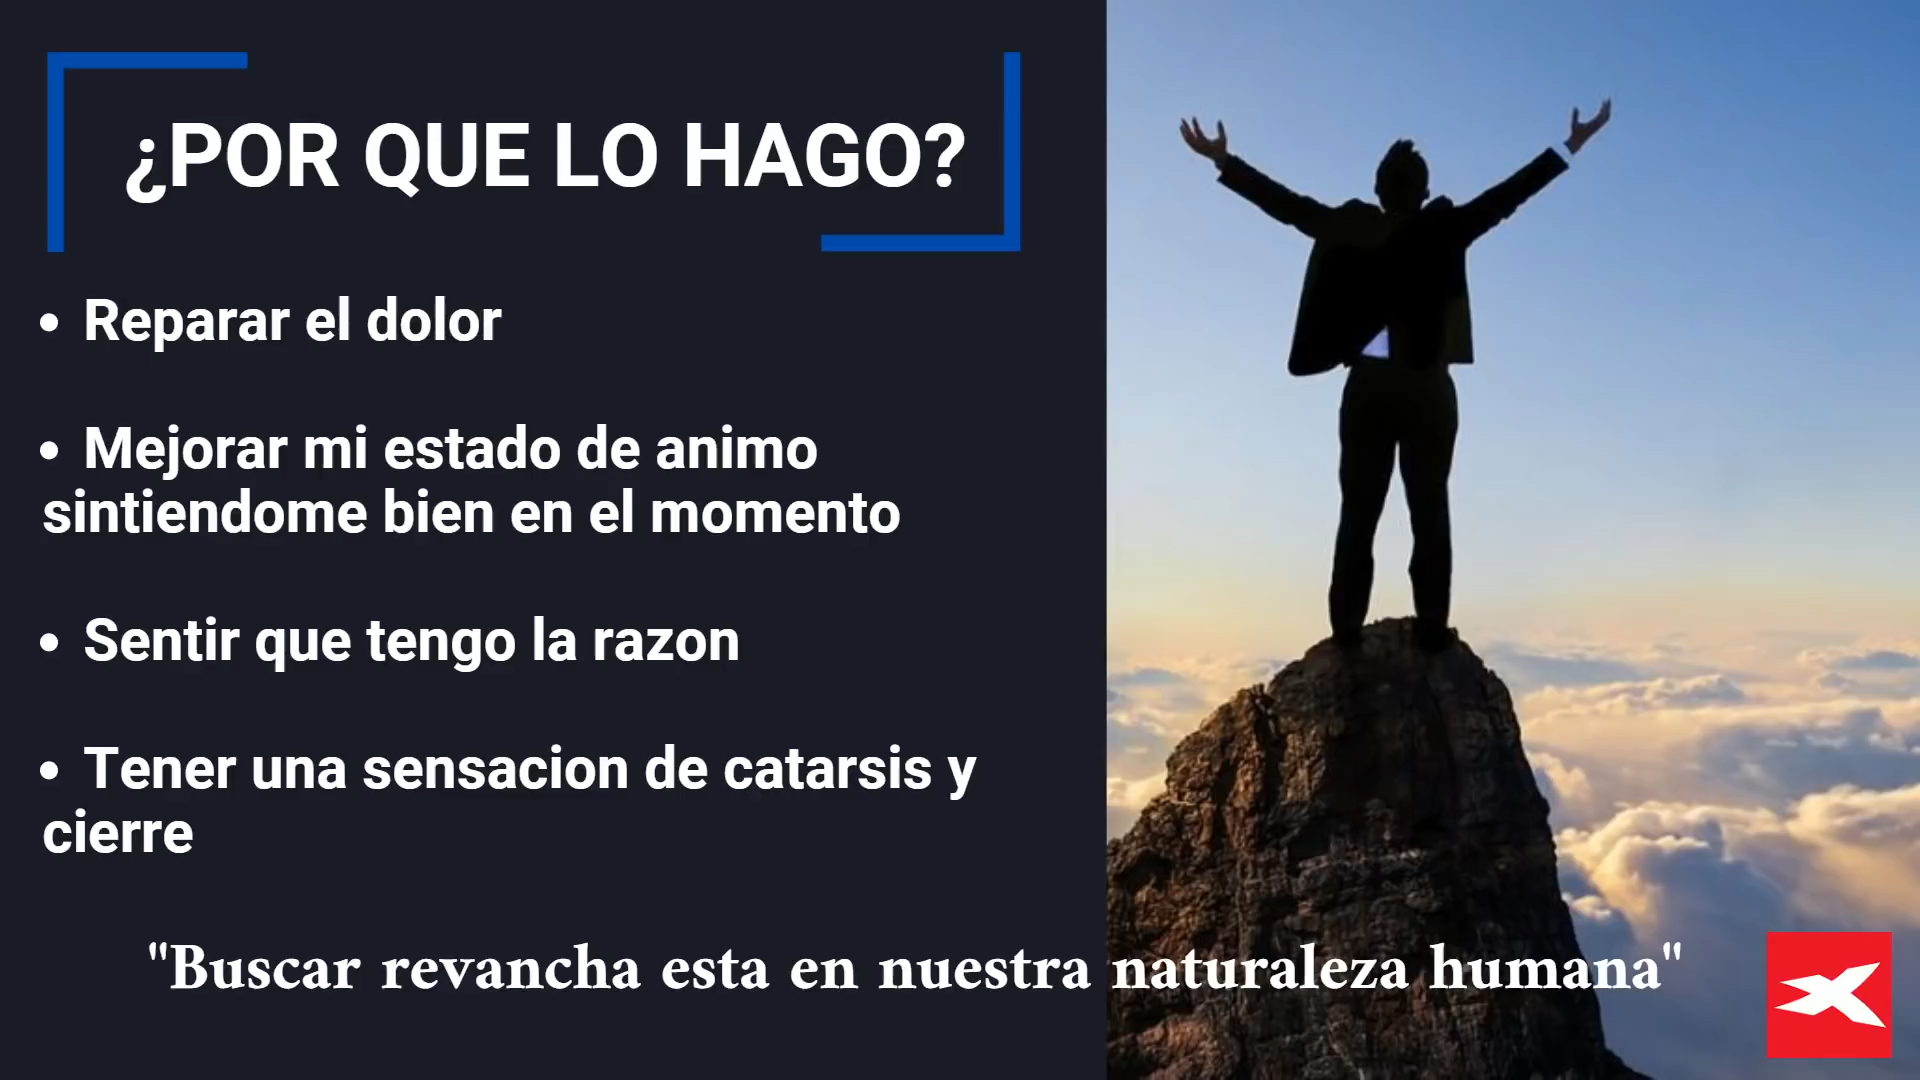 ¿POR QUE LO HAGO?
• Reparar el dolor
• Mejorar mi estado de animo
sintiendome bien en el momento
• Sentir que tengo la razon
• Tener una sensacion de catarsis y
cierre
"Buscar revancha esta en nuestra naturaleza humana"